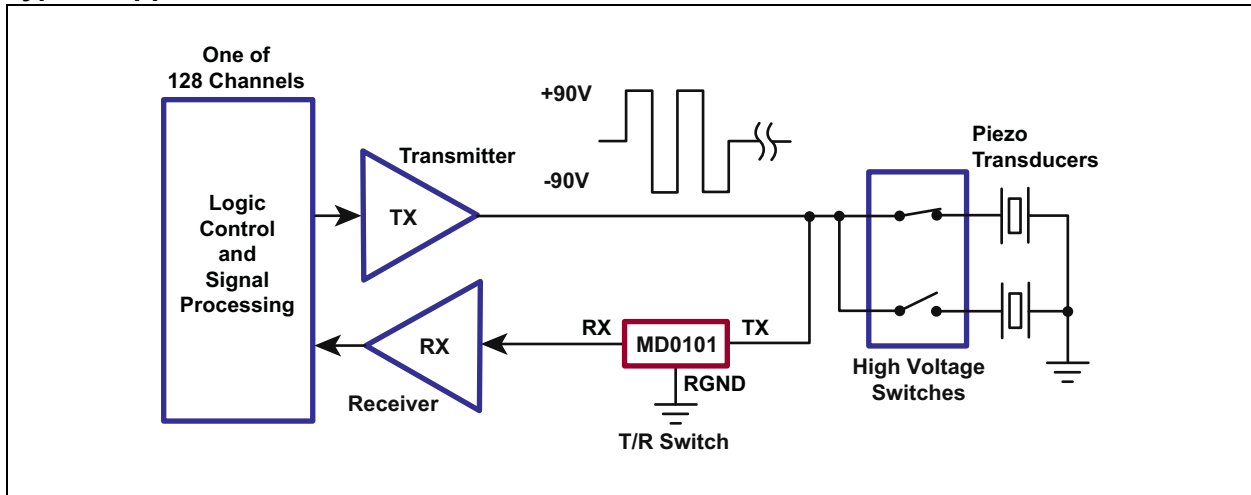 One of
128 Channels
Logic
Control
and
Signal
Processing
Transmitter
TX
+90V
-90V
Piezo
Transducers
RX
Receiver
RX
MD0101
TX
RGND
T/R Switch
High Voltage
Switches